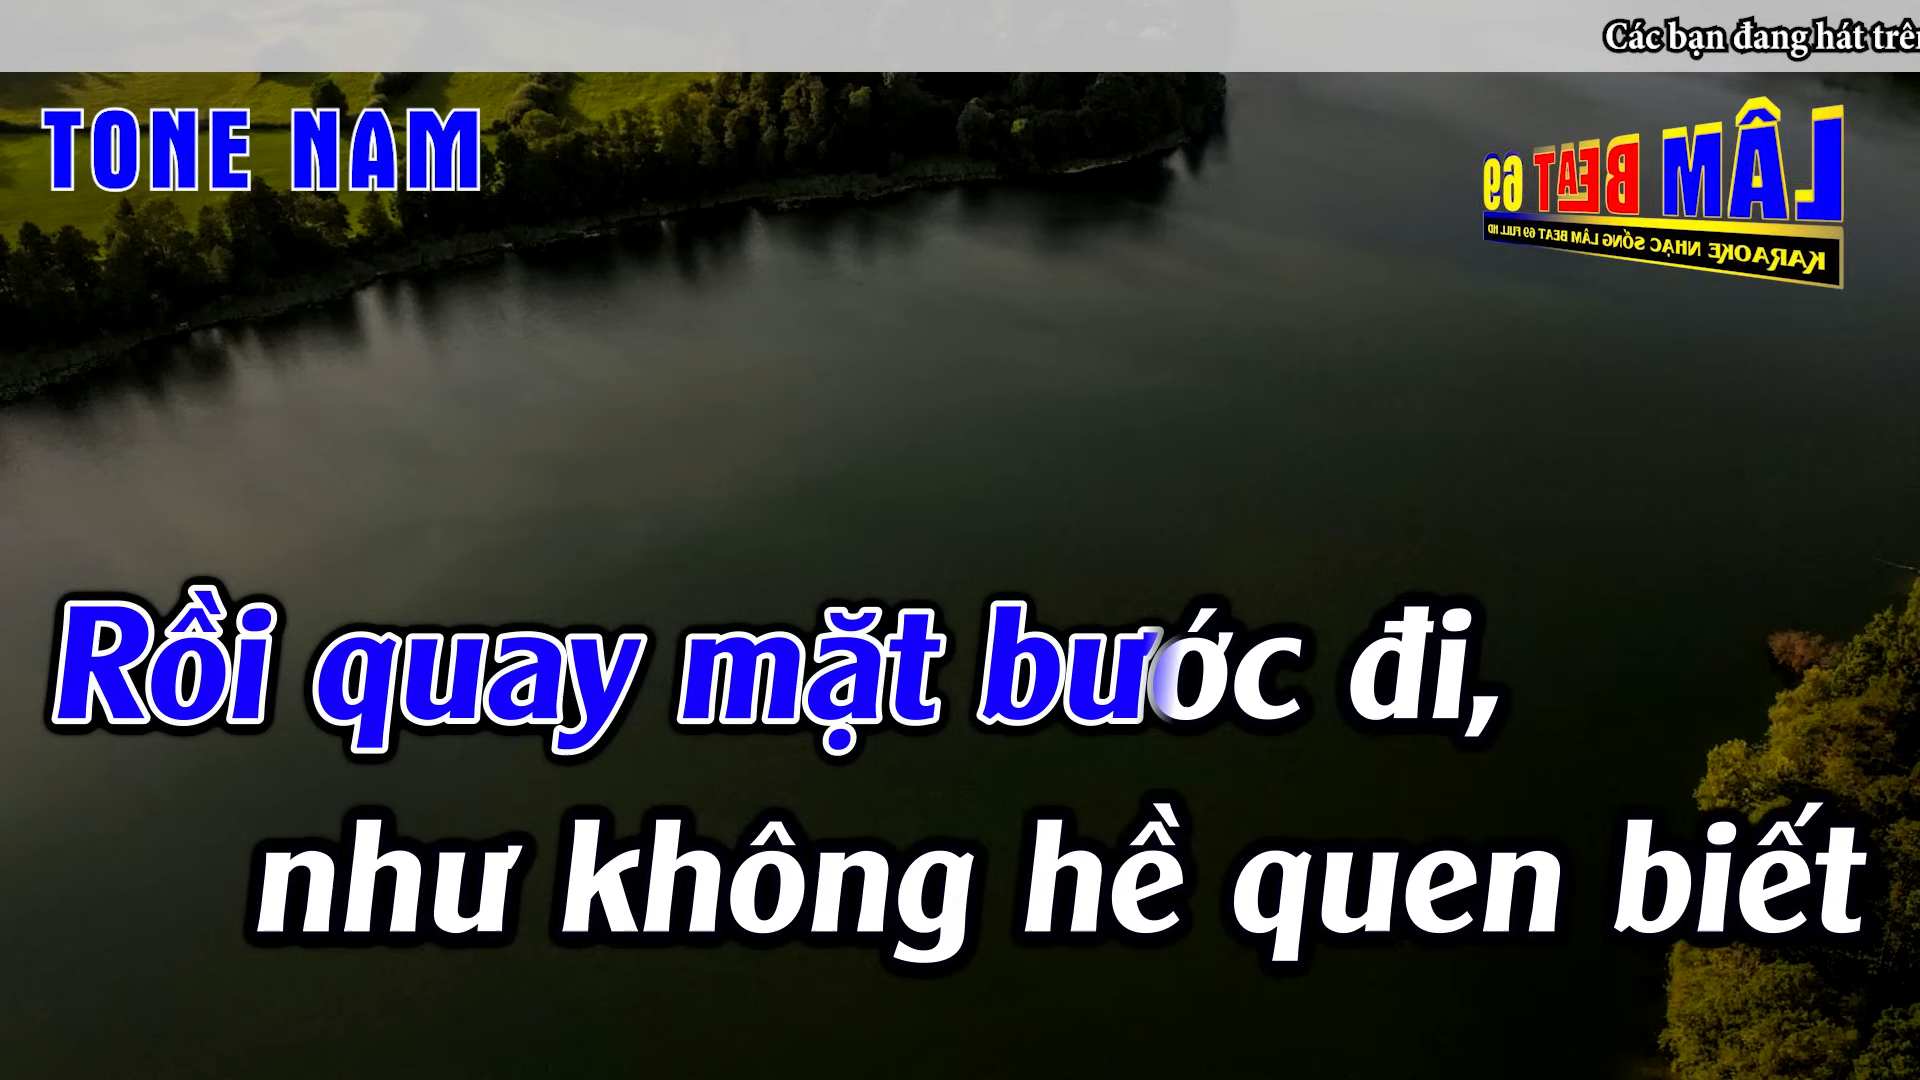 Các bạn đang hát trên
TONE NAM
LÂM BEAT 69
KARAOKE NHẠC SỐNG LÂM BEAT 69 FULL HD
Rồi quay mặt bước đi,
như không hề quen biết